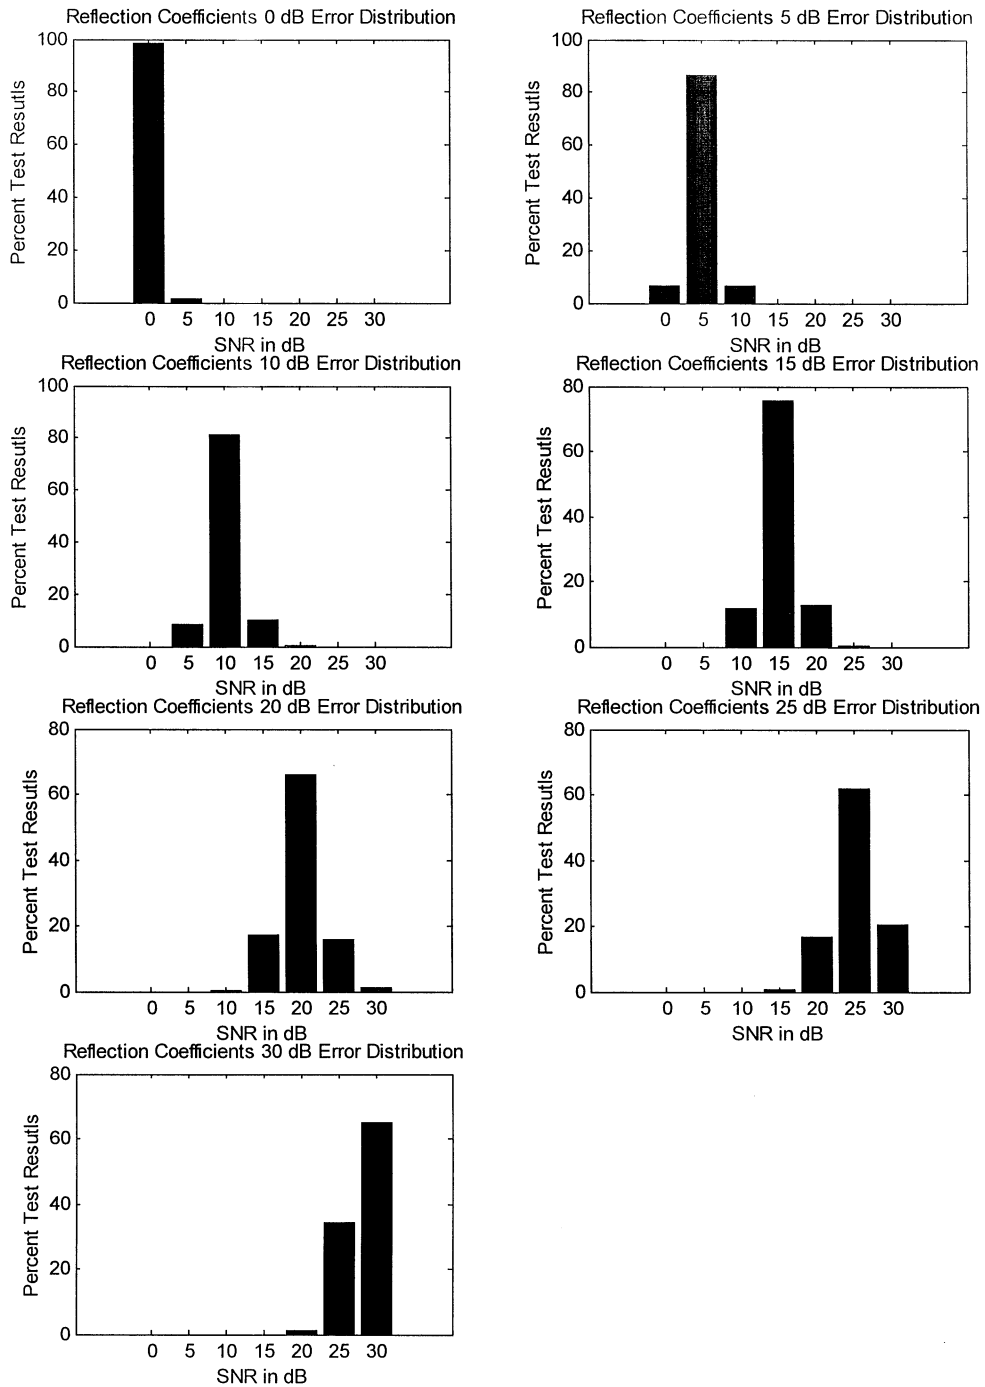 Reflection Coefficients 0 dB Error Distribution
100
80
60
40
20
0
Percent Test Resutls
0 5 10 15 20 25 30
SNR in dB
Reflection Coefficients 5 dB Error Distribution
100
80
60
40
20
0
Percent Test Resutls
0 5 10 15 20 25 30
SNR in dB
Reflection Coefficients 10 dB Error Distribution
100
80
60
40
20
0
Percent Test Resutls
0 5 10 15 20 25 30
SNR in dB
Reflection Coefficients 15 dB Error Distribution
80
60
40
20
0
Percent Test Resutls
0 5 10 15 20 25 30
SNR in dB
Reflection Coefficients 20 dB Error Distribution
80
60
40
20
0
Percent Test Resutls
0 5 10 15 20 25 30
SNR in dB
Reflection Coefficients 25 dB Error Distribution
80
60
40
20
0
Percent Test Resutls
0 5 10 15 20 25 30
SNR in dB
Reflection Coefficients 30 dB Error Distribution
80
60
40
20
0
Percent Test Resutls
0 5 10 15 20 25 30
SNR in dB